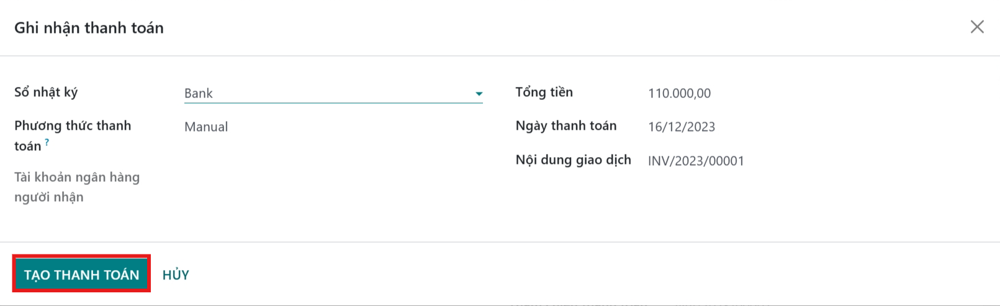 Ghi nhận thanh toán
Sổ nhật ký
Bank
Phương thức thanh
toán ?
Manual
Tài khoản ngân hàng
người nhận
Tổng tiền
110.000,00
Ngày thanh toán
16/12/2023
Nội dung giao dịch
INV/2023/00001
TẠO THANH TOÁN
HỦY